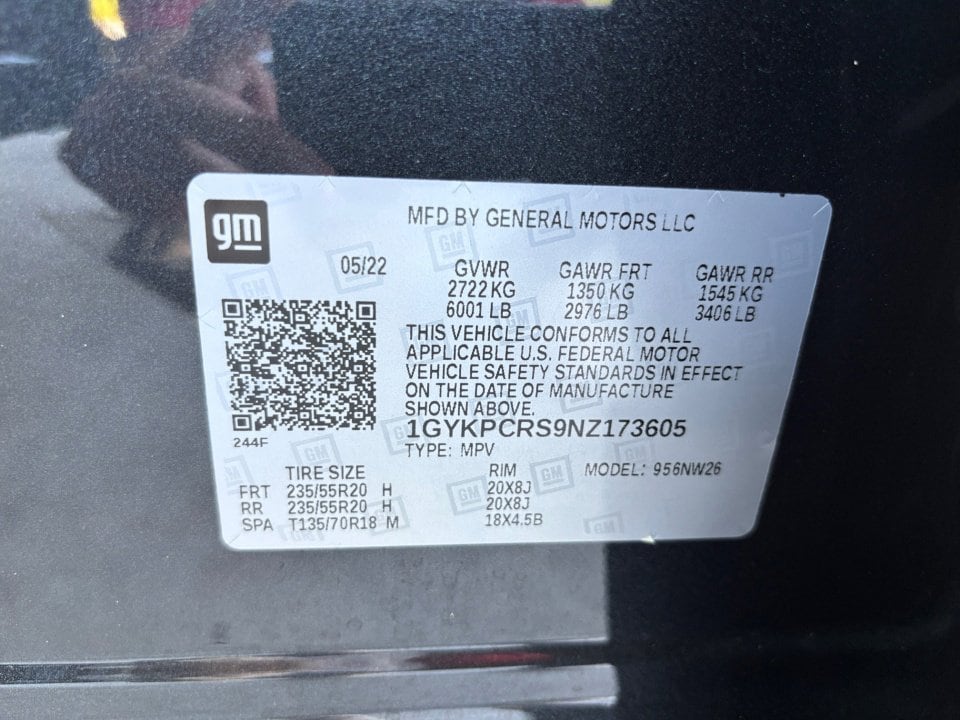 gm
MFD BY GENERAL MOTORS LLC
05/22 GVWR GAWR FRT GAWR RR
2722 KG 1350 KG 1545 KG
6001 LB 2976 LB 3406 LB
THIS VEHICLE CONFORMS TO ALL
APPLICABLE U.S. FEDERAL MOTOR
VEHICLE SAFETY STANDARDS IN EFFECT
ON THE DATE OF MANUFACTURE
SHOWN ABOVE.
1GYKPCRS9NZ173605
244F
TYPE: MPV
TIRE SIZE RIM MODEL: 956NW26
FRT 235/55R20 H 20X8J
RR 235/55R20 H 20X8J
SPA T135/70R18 M 18X4.5B